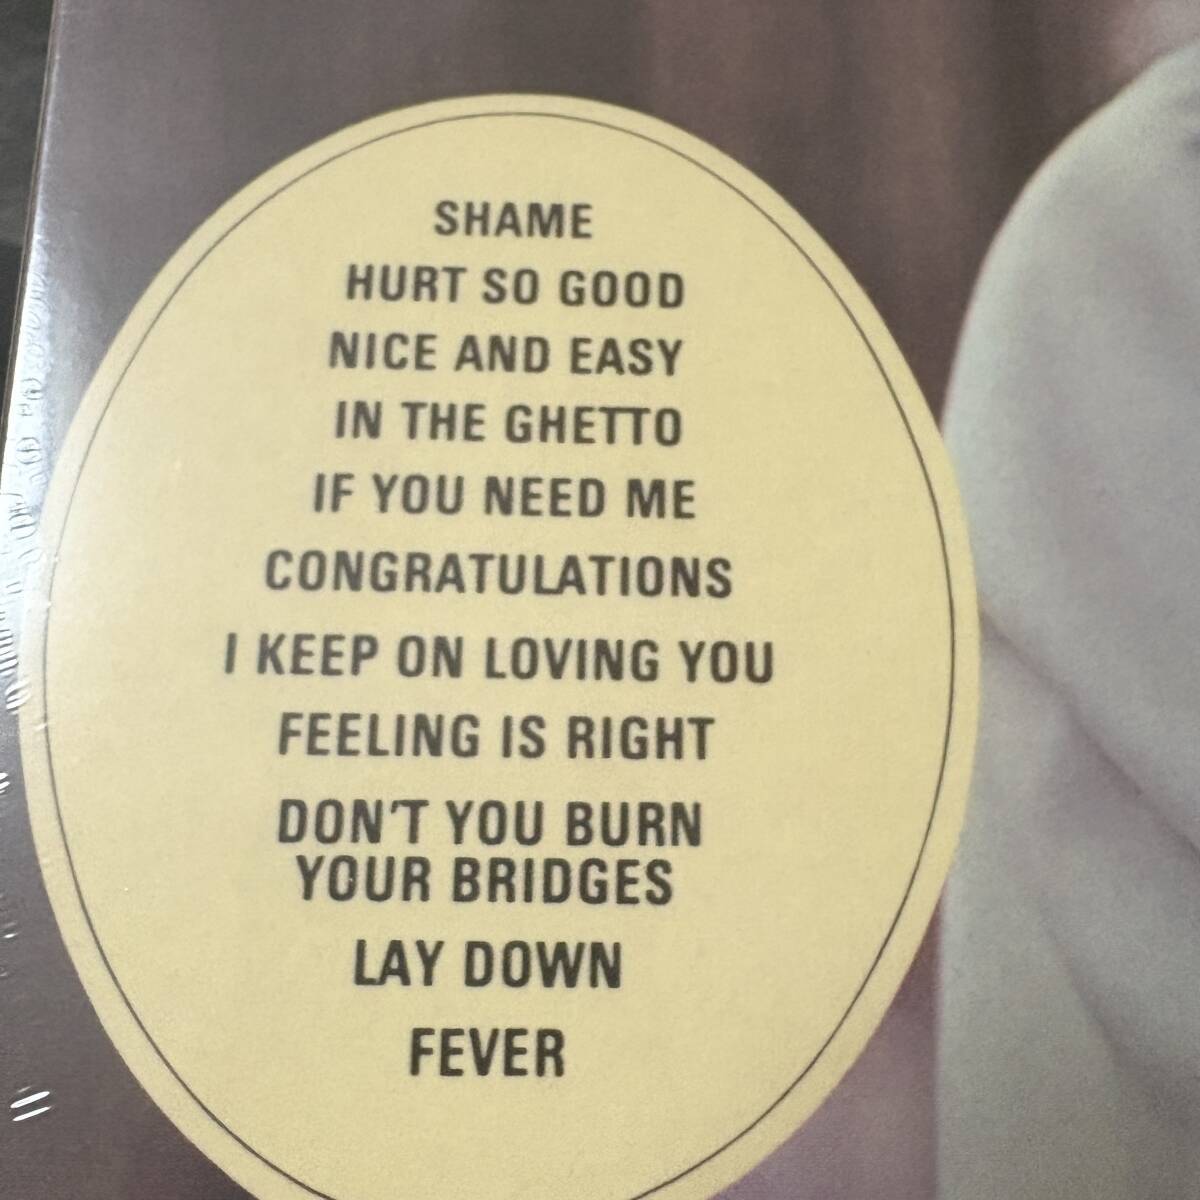 SHAME
HURT SO GOOD
NICE AND EASY
IN THE GHETTO
IF YOU NEED ME
CONGRATULATIONS
I KEEP ON LOVING YOU
FEELING IS RIGHT
DON'T YOU BURN
YOUR BRIDGES
LAY DOWN
FEVER